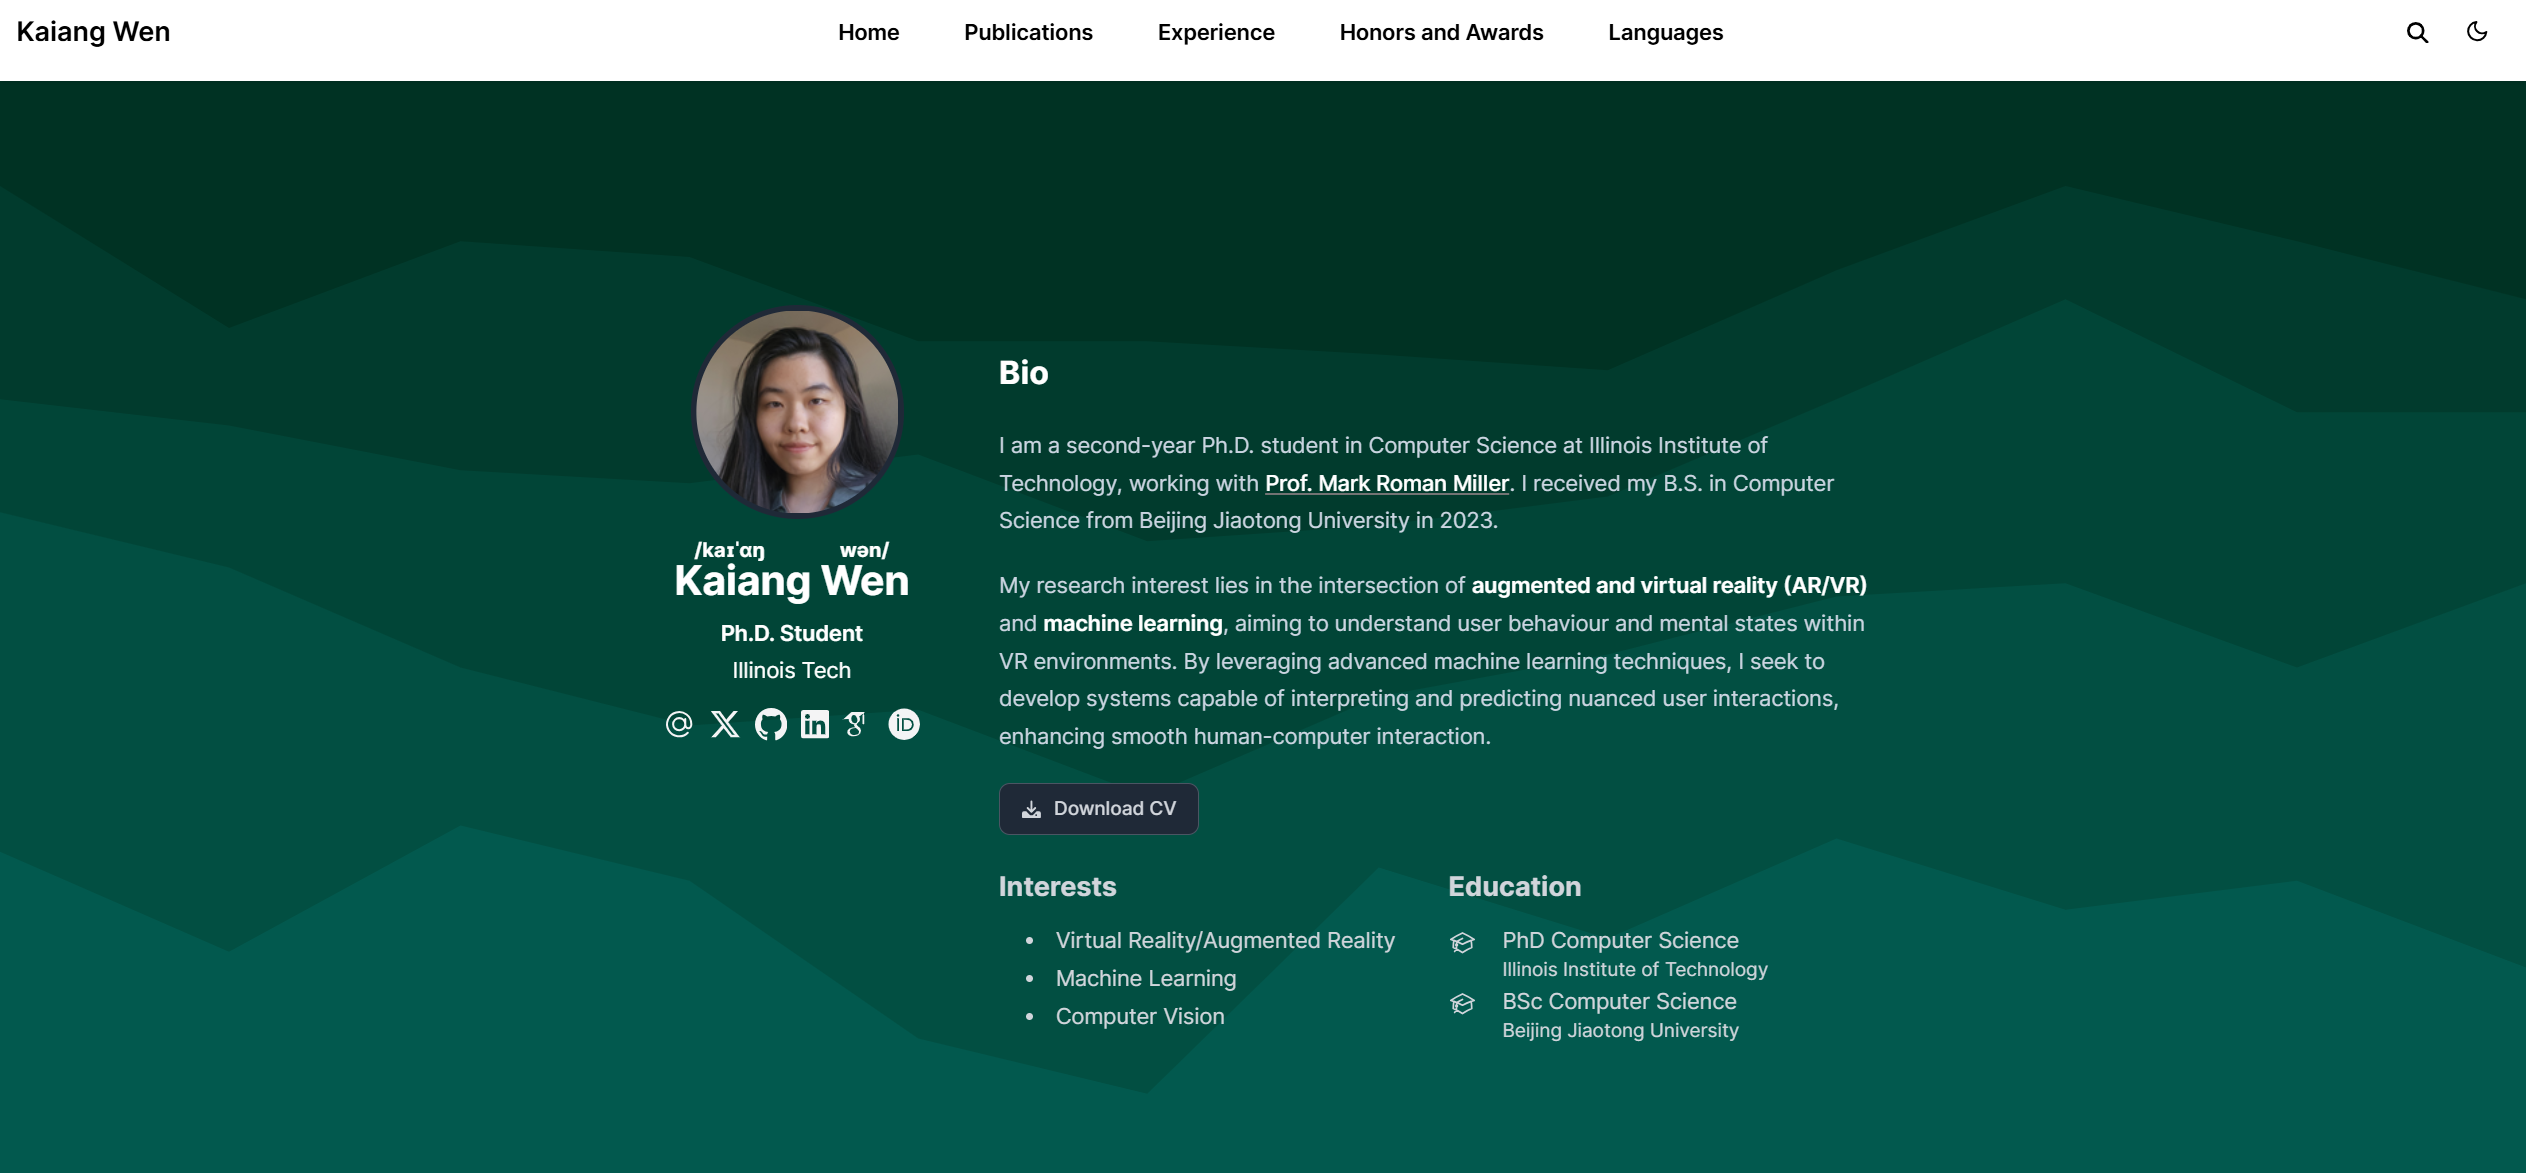 Kaiang Wen
Home Publications Experience Honors and Awards Languages
/kaɪˈɑŋ wən/
Kaiang Wen
Ph.D. Student
Illinois Tech
Bio
I am a second-year Ph.D. student in Computer Science at Illinois Institute of
Technology, working with Prof. Mark Roman Miller. I received my B.S. in Computer
Science from Beijing Jiaotong University in 2023.
My research interest lies in the intersection of augmented and virtual reality (AR/VR)
and machine learning, aiming to understand user behaviour and mental states within
VR environments. By leveraging advanced machine learning techniques, I seek to
develop systems capable of interpreting and predicting nuanced user interactions,
enhancing smooth human-computer interaction.
Download CV
Interests
• Virtual Reality/Augmented Reality
• Machine Learning
• Computer Vision
Education
PhD Computer Science
Illinois Institute of Technology
BSc Computer Science
Beijing Jiaotong University